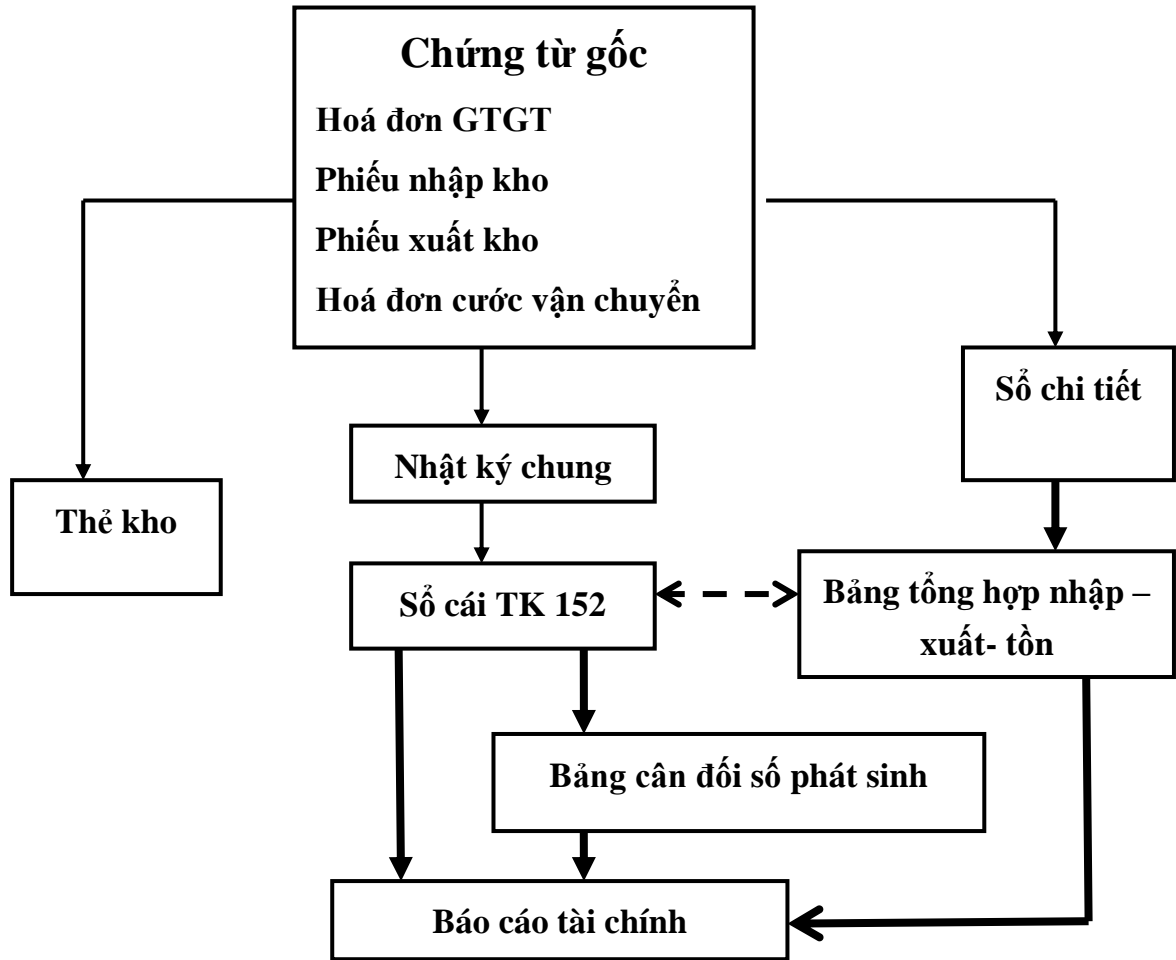 Chứng từ gốc
Hoá đơn GTGT
Phiếu nhập kho
Phiếu xuất kho
Hoá đơn cước vận chuyển
Sổ chi tiết
Nhật ký chung
Thẻ kho
Sổ cái TK 152
Bảng tổng hợp nhập –
xuất- tồn
Bảng cân đối số phát sinh
Báo cáo tài chính